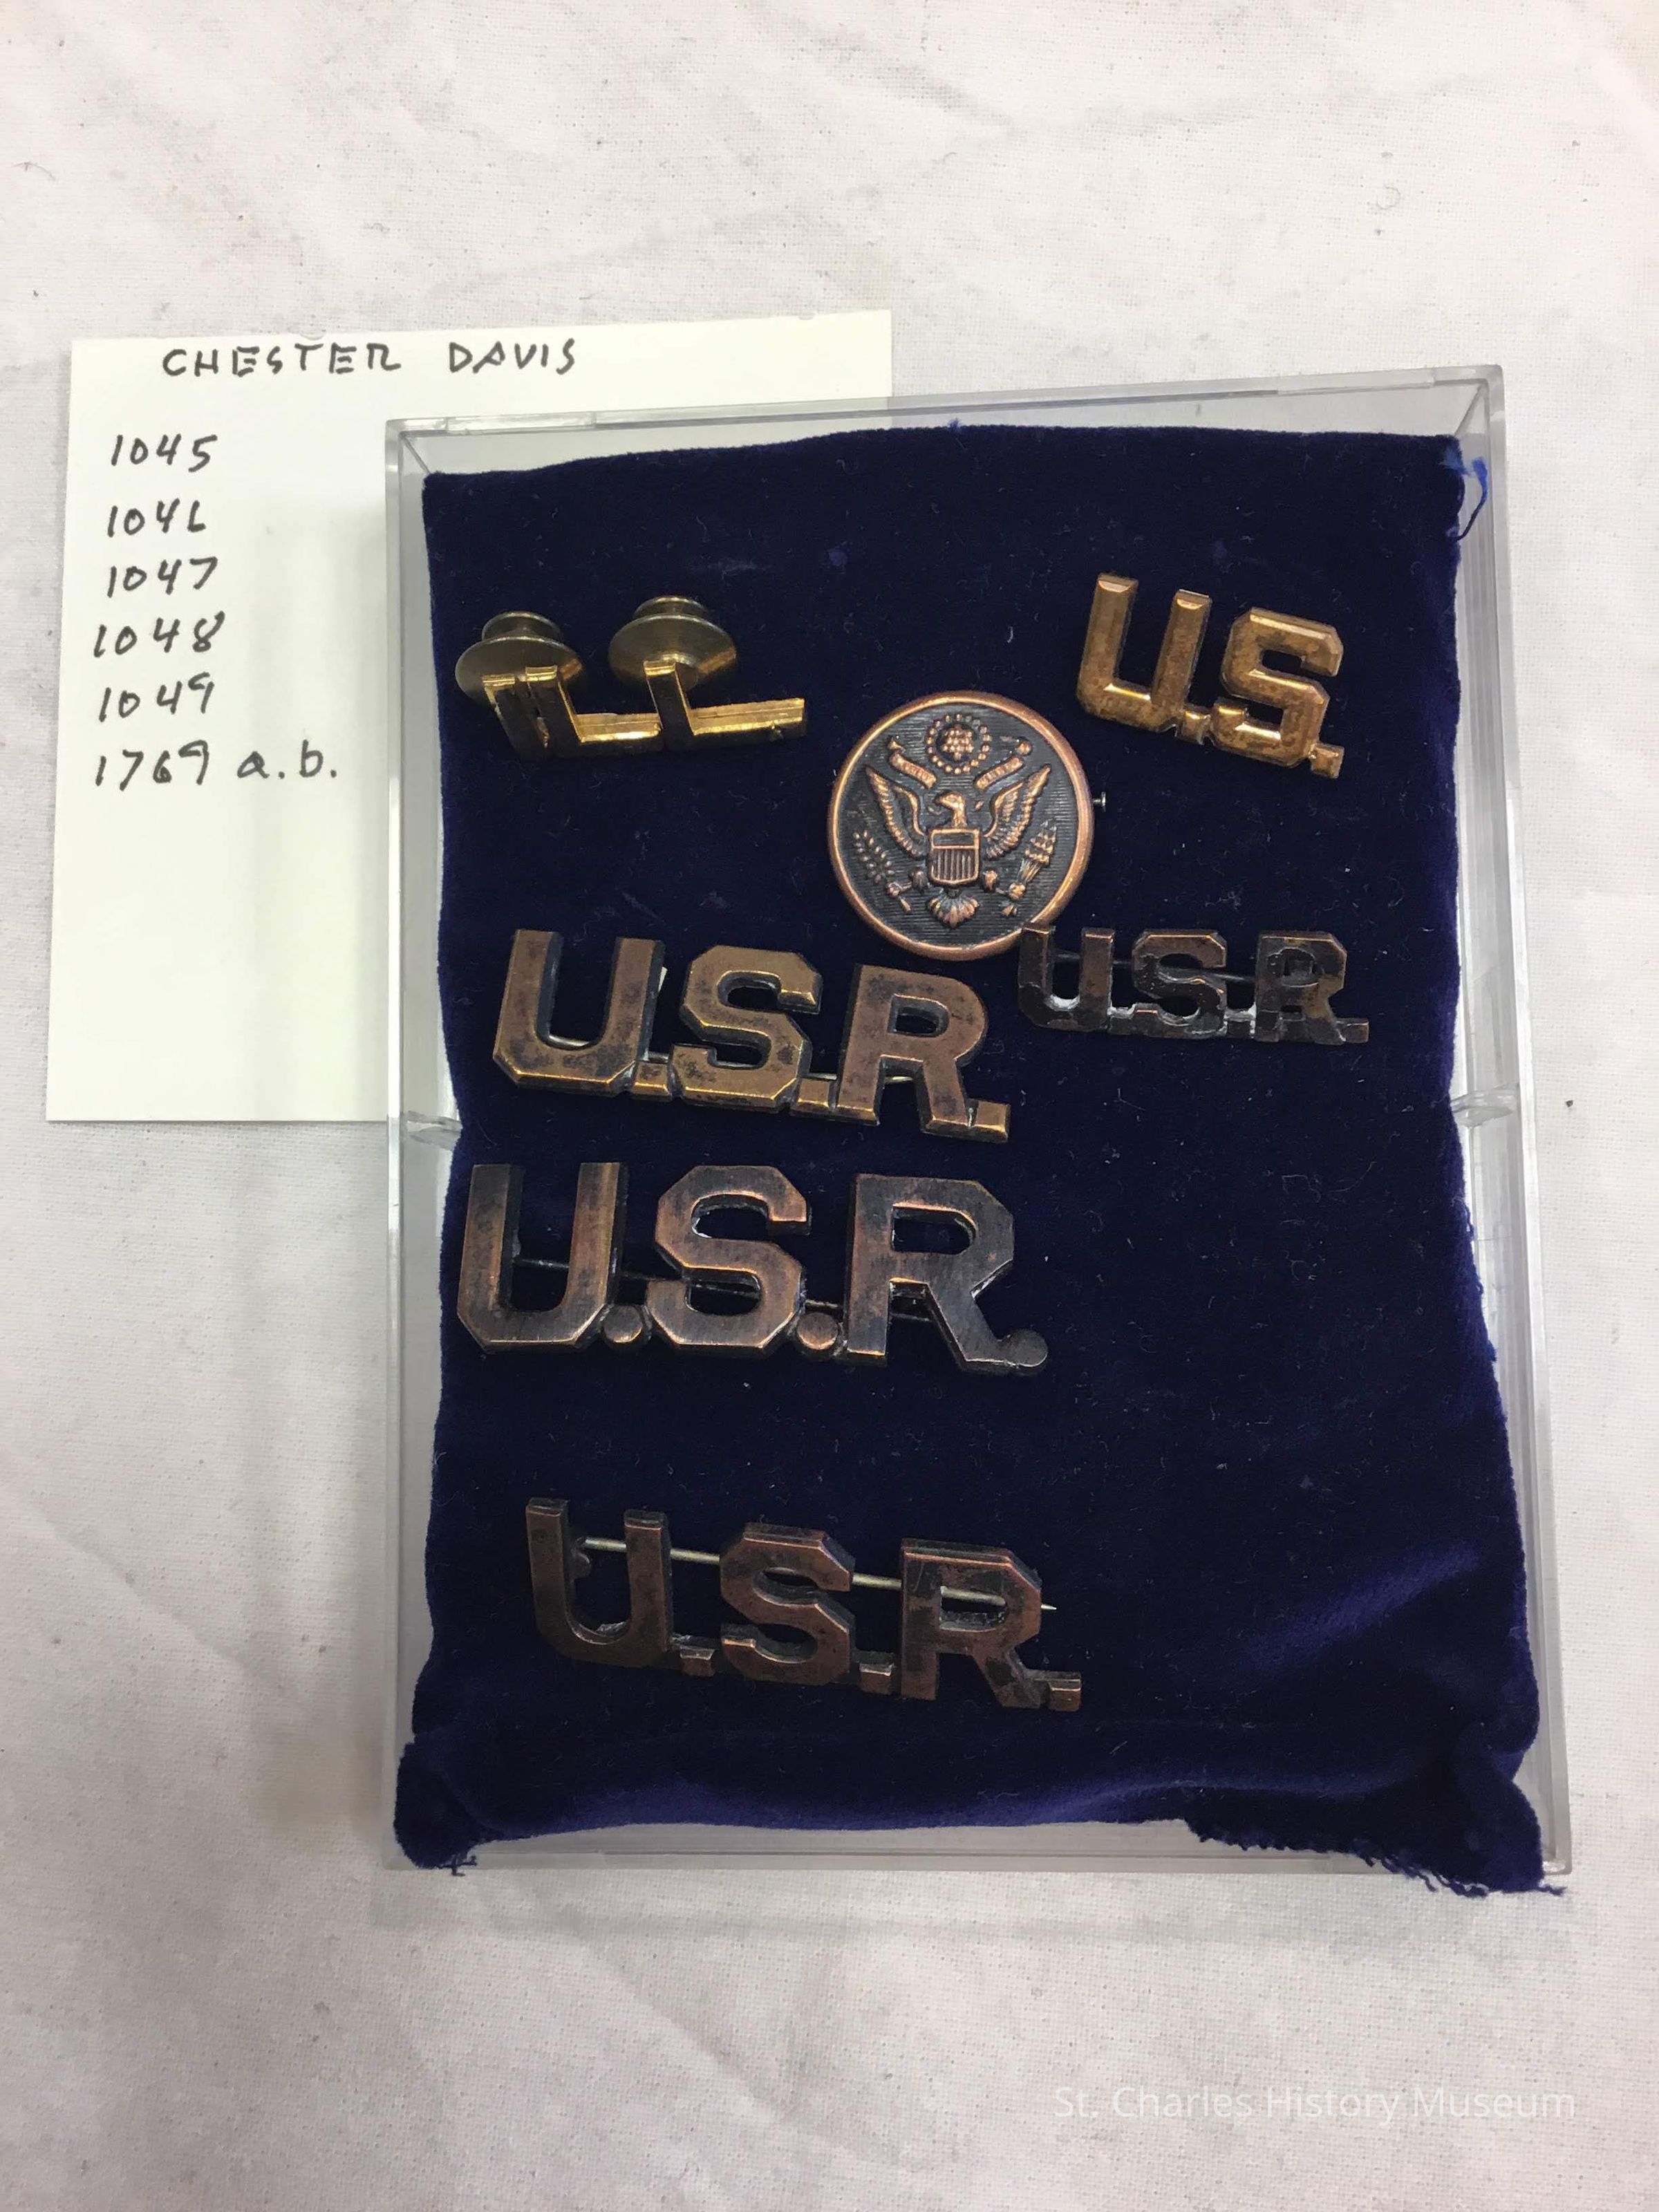 CHESTER DAVIS
1045
1046
1047
1048
1049
1769 a.b.
U.S.
U.S.R.
U.S.R.
U.S.R.
U.S.R.
St. Charles History Museum